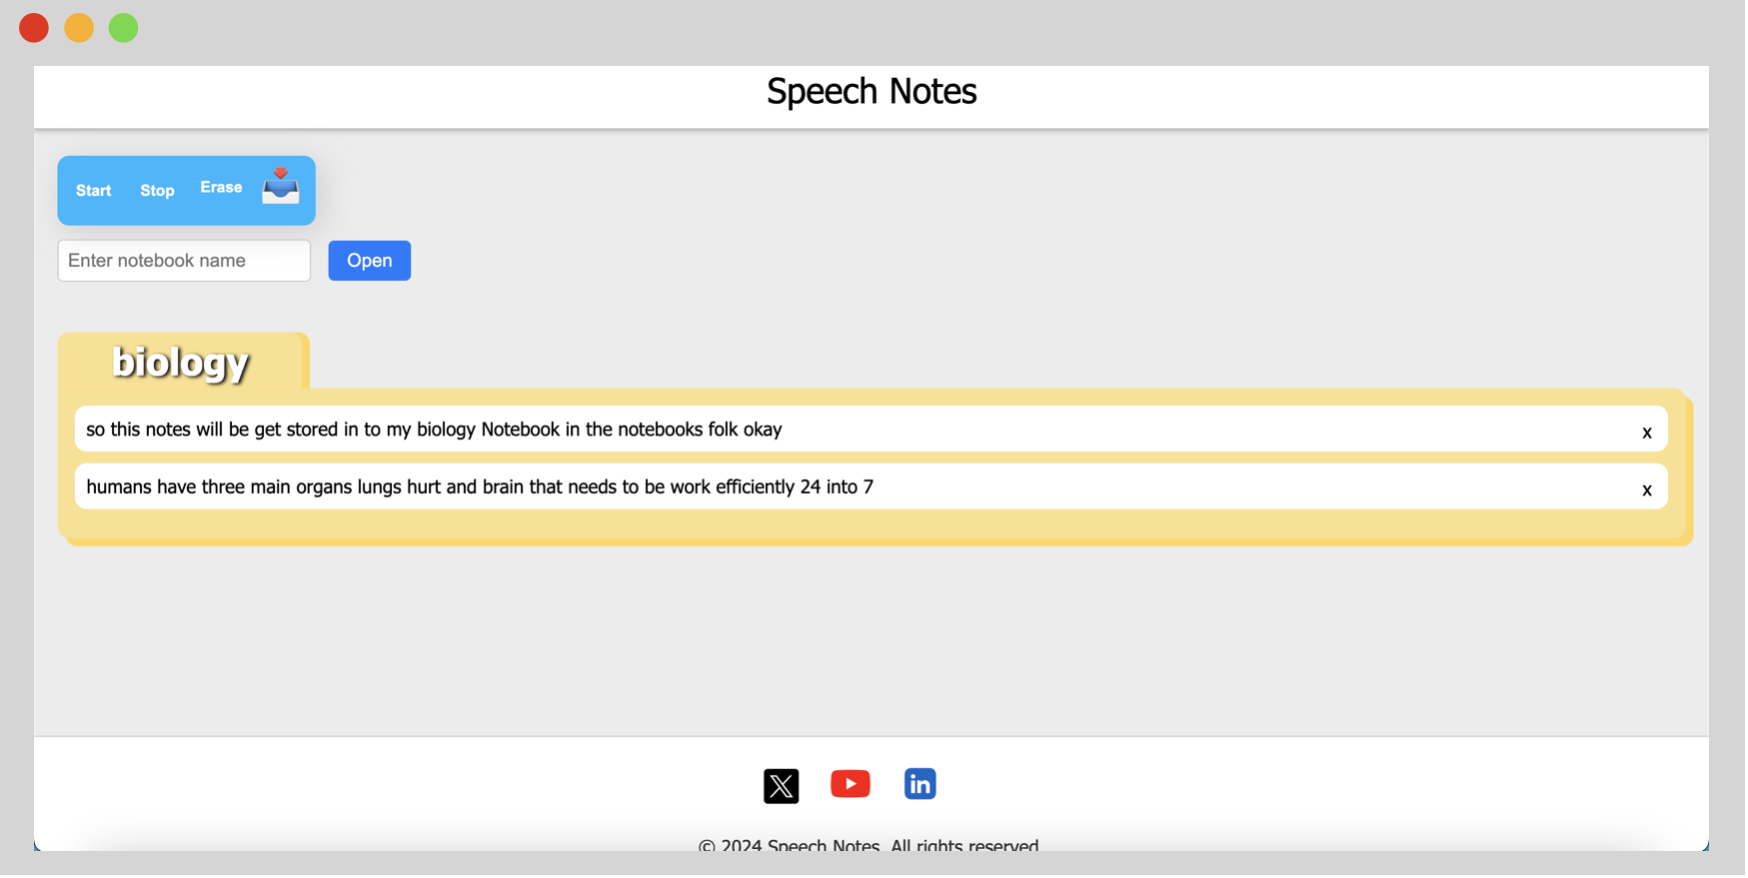 Speech Notes
Start Stop Erase
Enter notebook name Open
biology
so this notes will be get stored in to my biology Notebook in the notebooks folk okay x
humans have three main organs lungs hurt and brain that needs to be work efficiently 24 into 7 x
X in
© 2024 Speech Notes. All rights reserved